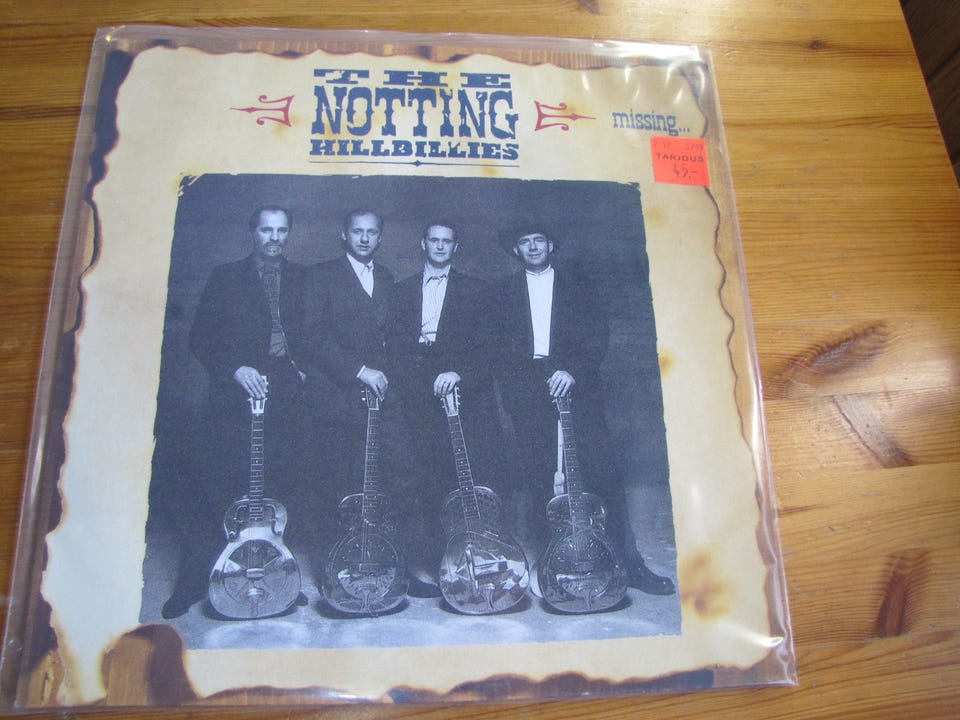 THE
NOTTING
HILLBILLIES
missing...
TARJOUS
45.-